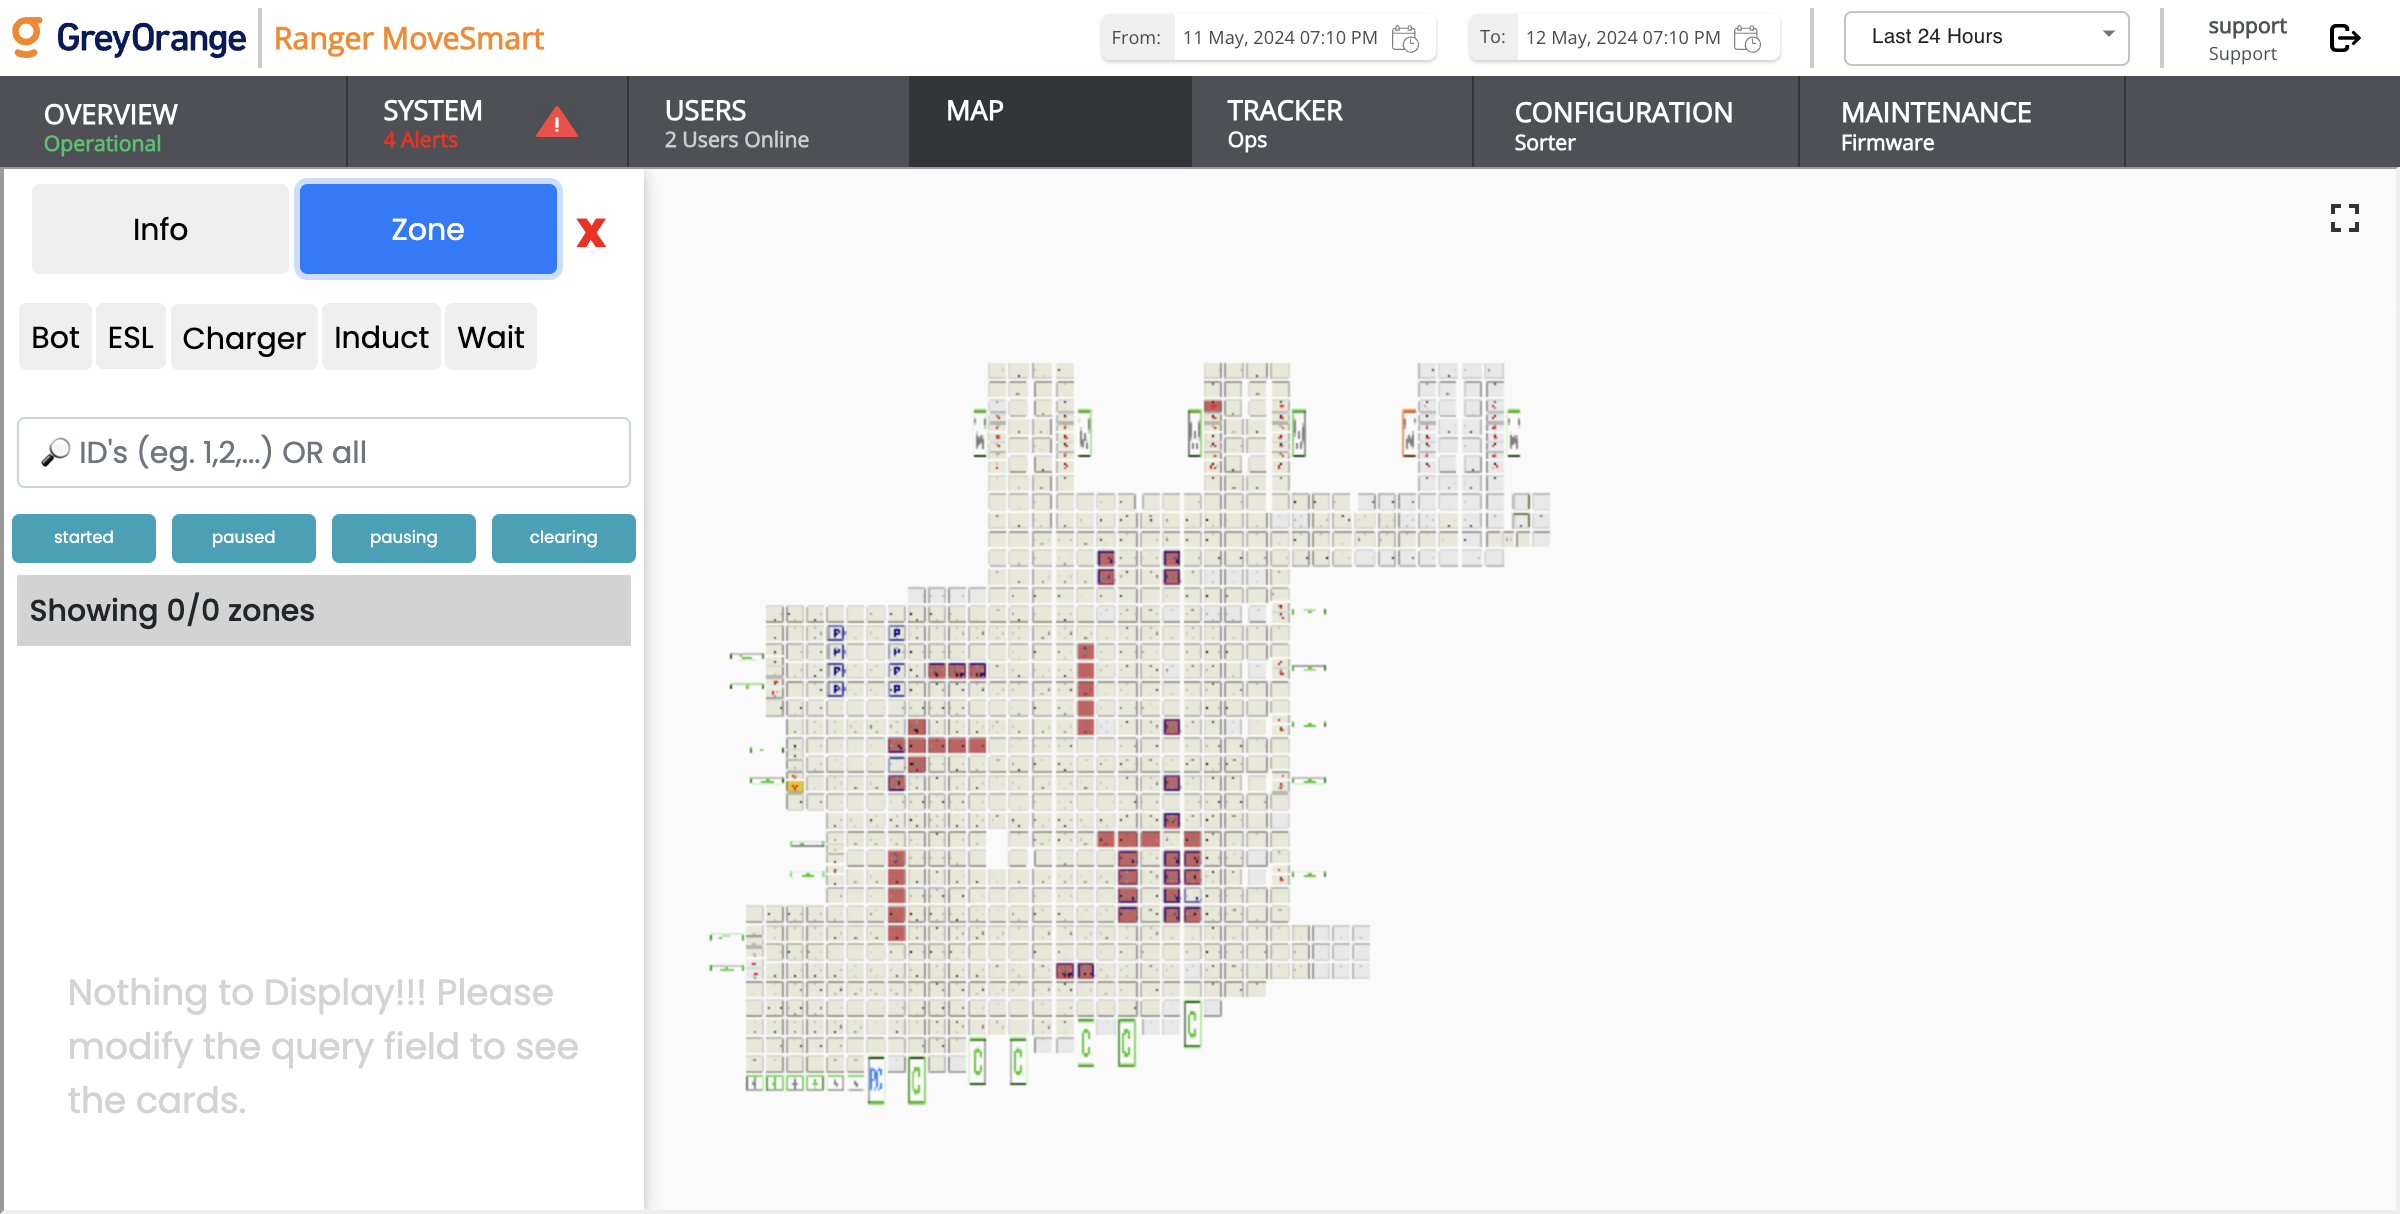 GreyOrange
Ranger MoveSmart
From: 11 May, 2024 07:10 PM
To: 12 May, 2024 07:10 PM
Last 24 Hours
support
Support
OVERVIEW
Operational
SYSTEM
4 Alerts
USERS
2 Users Online
MAP
TRACKER
Ops
CONFIGURATION
Sorter
MAINTENANCE
Firmware
Info
Zone
X
Bot
ESL
Charger
Induct
Wait
ID's (eg. 1,2,...) OR all
started
paused
pausing
clearing
Showing 0/0 zones
Nothing to Display!!! Please
modify the query field to see
the cards.
P P
P P
P P
P P
C
C C
C C
PC C